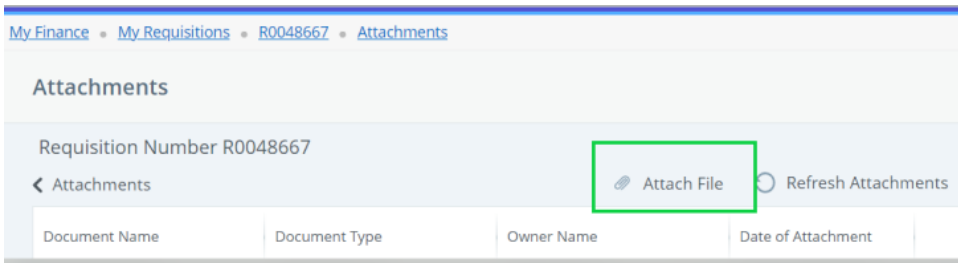 My Finance My Requisitions R0048667 Attachments
Attachments
Requisition Number R0048667
Attachments Attach File Refresh Attachments
Document Name Document Type Owner Name Date of Attachment